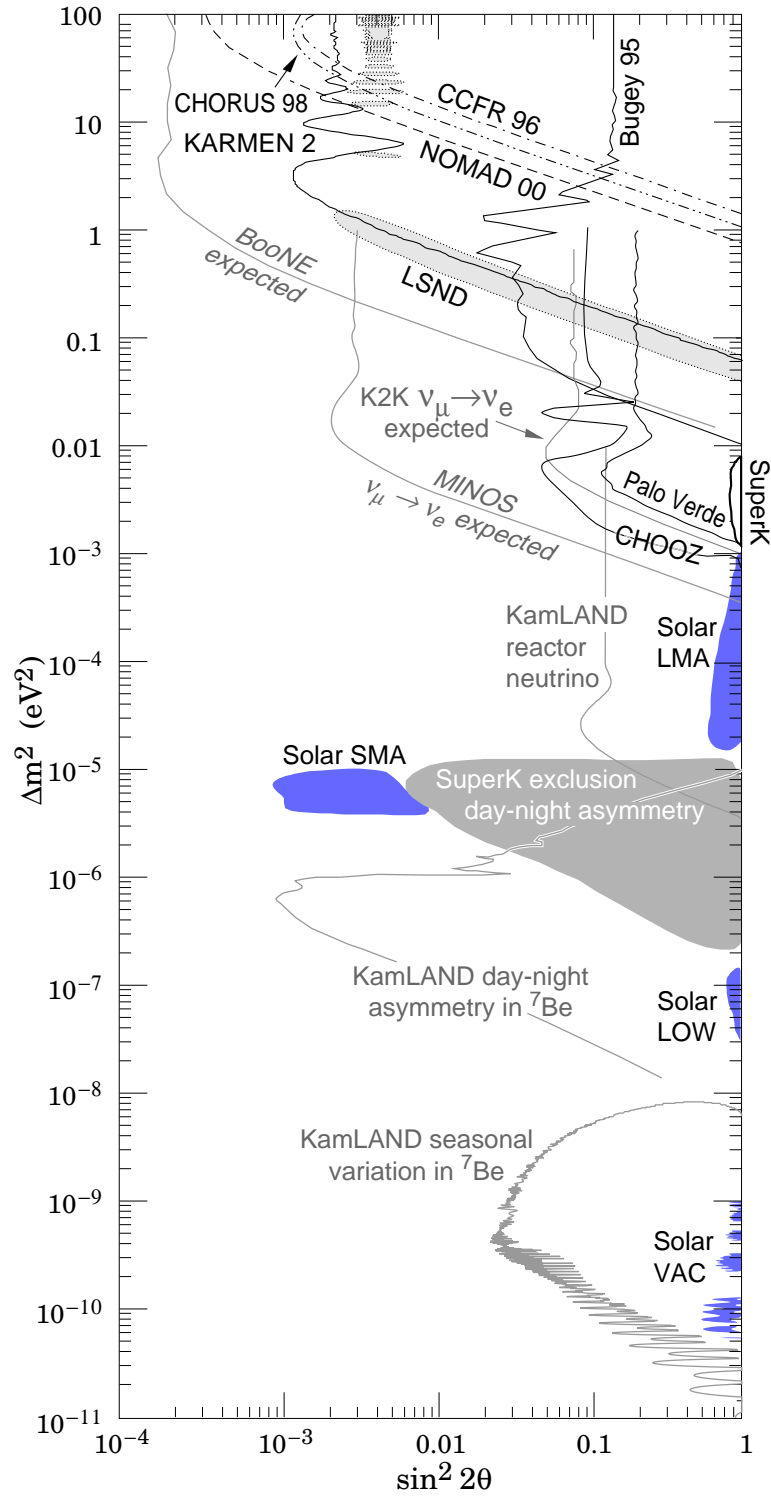 100
10
1
0.1
0.01
10⁻³
10⁻⁴
10⁻⁵
10⁻⁶
10⁻⁷
10⁻⁸
10⁻⁹
10⁻¹⁰
10⁻¹¹
Δm² (eV²)
CHORUS 98
KARMEN 2
CCFR 96
NOMAD 00
Bugey 95
BooNE
expected
LSND
K2K νμ→νe
expected
MINOS
νμ → νe expected
Palo Verde
CHOOZ
SuperK
KamLAND
reactor
neutrino
Solar
LMA
Solar SMA
SuperK exclusion
day-night asymmetry
KamLAND day-night
asymmetry in ⁷Be
Solar
LOW
KamLAND seasonal
variation in ⁷Be
Solar
VAC
10⁻⁴
10⁻³
0.01
0.1
1
sin² 2θ